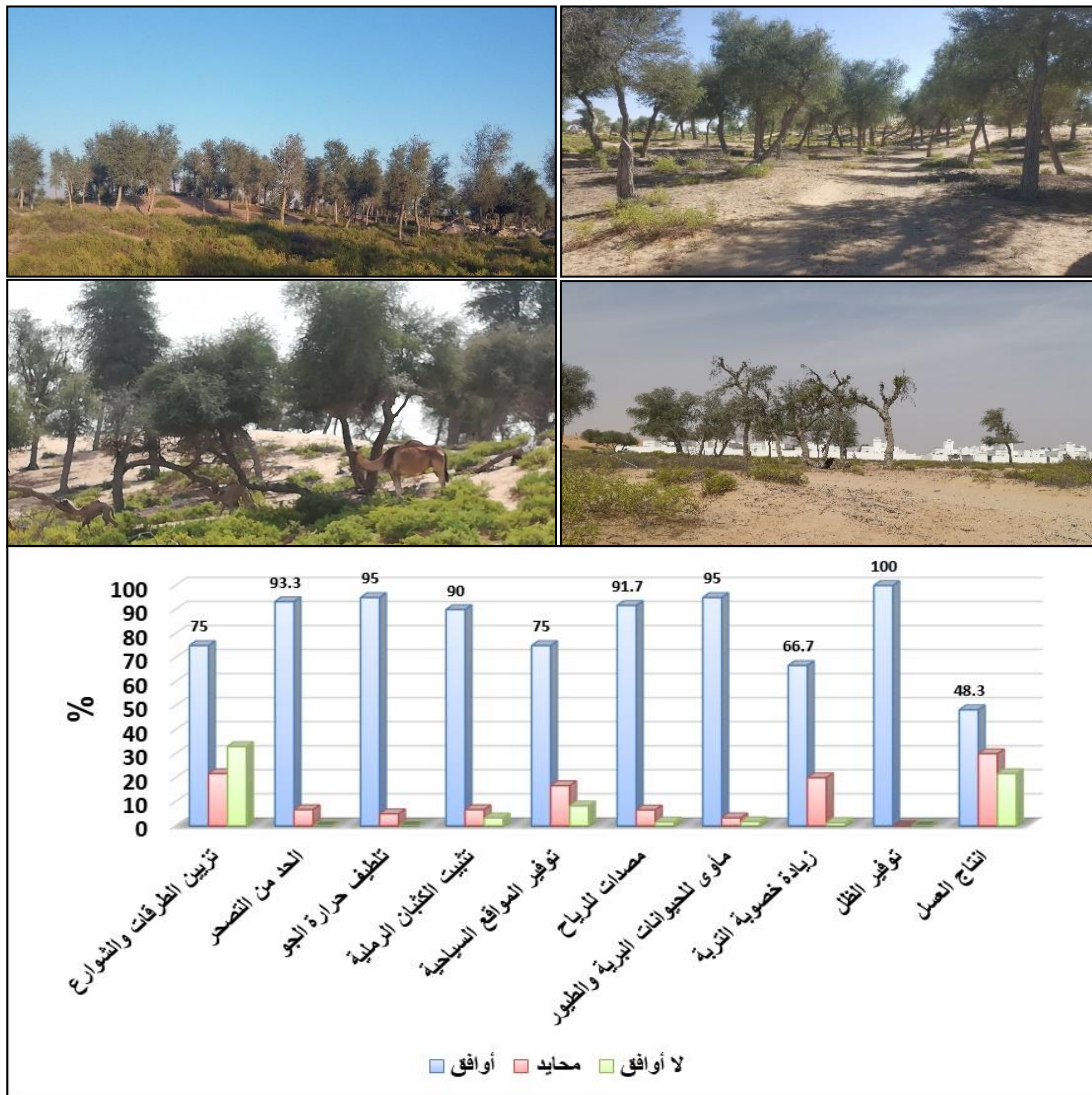 75
93.3
95
90
75
91.7
95
66.7
100
48.3
100
90
80
70
60
50
40
30
20
10
0
%
تزيين الطرقات والشوارع
الحد من التصحر
تلطيف حرارة الجو
تثبيت الكثبان الرملية
توفير المواقع السياحية
مصدات للرياح
مأوى للحيوانات البرية والطيور
زيادة خصوبة التربة
توفير الظل
انتاج العسل
أوافق محايد لا أوافق